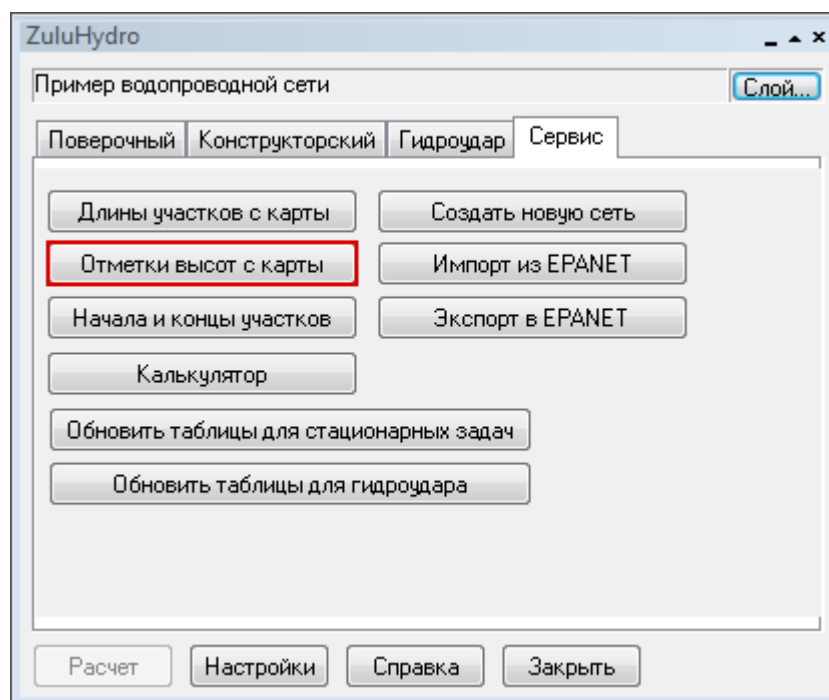 ZuluHydro
Пример водопроводной сети
Слой...
Поверочный Конструкторский Гидроудар Сервис
Длины участков с карты Создать новую сеть
Отметки высот с карты Импорт из EPANET
Начала и концы участков Экспорт в EPANET
Калькулятор
Обновить таблицы для стационарных задач
Обновить таблицы для гидроудара
Расчет Настройки Справка Закрыть